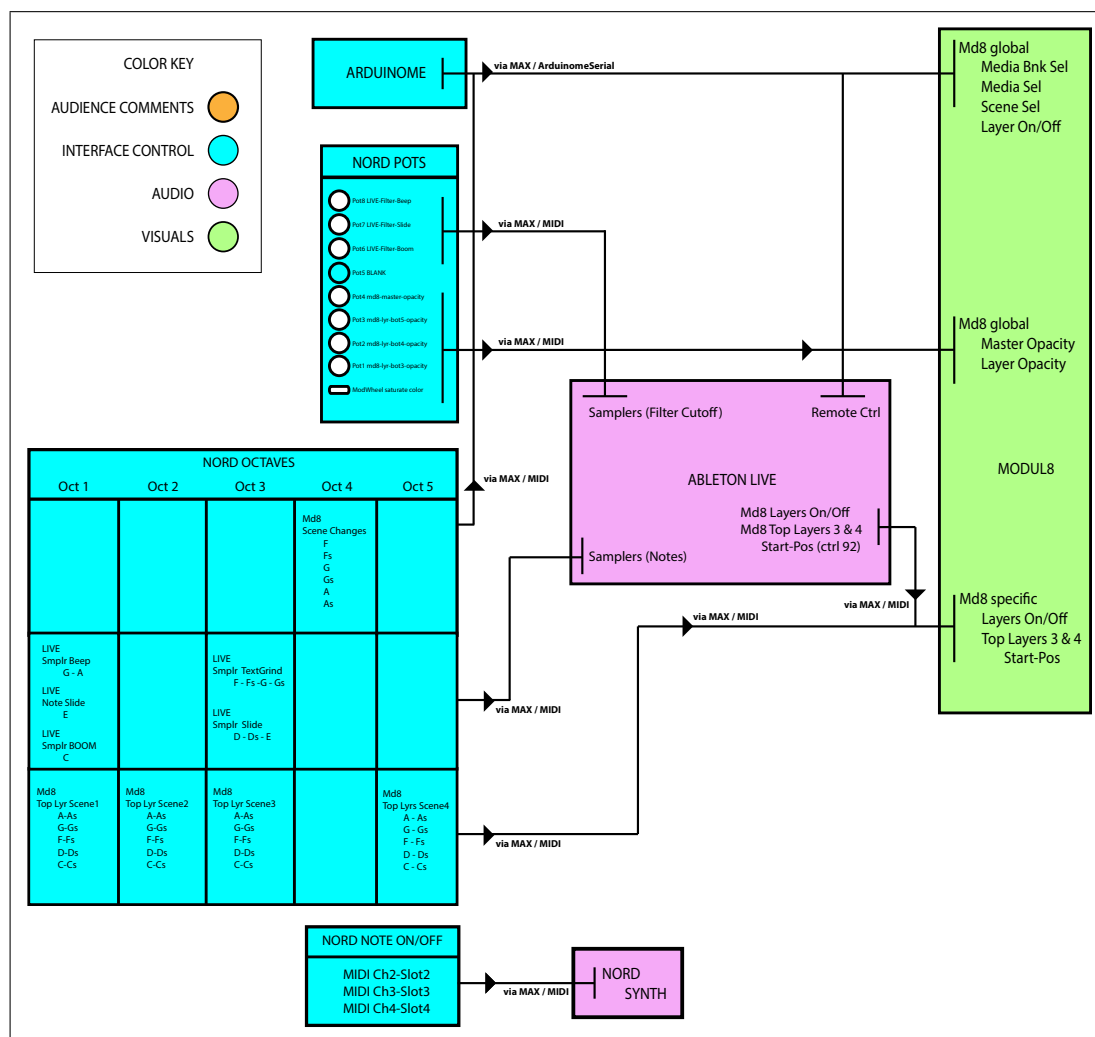 COLOR KEY
AUDIENCE COMMENTS
INTERFACE CONTROL
AUDIO
VISUALS
ARDUINOME
via MAX / ArduinomeSerial
Md8 global
Media Bnk Sel
Media Sel
Scene Sel
Layer On/Off
NORD POTS
Pot8 LIVE-Filter-Beep
Pot7 LIVE-Filter-Slide
Pot6 LIVE-Filter-Boom
Pot5 BLANK
Pot4 md8-master-opacity
Pot3 md8-lyr-bot5-opacity
Pot2 md8-lyr-bot4-opacity
Pot1 md8-lyr-bot3-opacity
ModWheel saturate color
via MAX / MIDI
via MAX / MIDI
Md8 global
Master Opacity
Layer Opacity
MODUL8
Samplers (Filter Cutoff)
Remote Ctrl
ABLETON LIVE
Md8 Layers On/Off
Md8 Top Layers 3 & 4
Start-Pos (ctrl 92)
Samplers (Notes)
via MAX / MIDI
Md8 specific
Layers On/Off
Top Layers 3 & 4
Start-Pos
NORD OCTAVES
Oct 1
Oct 2
Oct 3
Oct 4
Oct 5
via MAX / MIDI
Md8
Scene Changes
F
Fs
G
Gs
A
As
LIVE
Smplr Beep
G - A
LIVE
Note Slide
E
LIVE
Smplr BOOM
C
LIVE
Smplr TextGrind
F - Fs -G - Gs
LIVE
Smplr Slide
D - Ds - E
via MAX / MIDI
via MAX / MIDI
Md8
Top Lyr Scene1
A-As
G-Gs
F-Fs
D-Ds
C-Cs
Md8
Top Lyr Scene2
A-As
G-Gs
F-Fs
D-Ds
C-Cs
Md8
Top Lyr Scene3
A-As
G-Gs
F-Fs
D-Ds
C-Cs
Md8
Top Lyrs Scene4
A - As
G - Gs
F - Fs
D - Ds
C - Cs
via MAX / MIDI
NORD NOTE ON/OFF
MIDI Ch2-Slot2
MIDI Ch3-Slot3
MIDI Ch4-Slot4
via MAX / MIDI
NORD
SYNTH